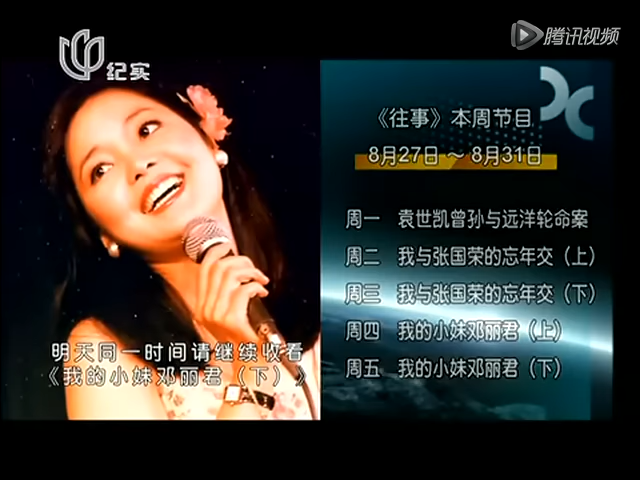 纪实
腾讯视频
《往事》本周节目
8月27日～8月31日
周一 袁世凯曾孙与远洋轮命案
周二 我与张国荣的忘年交（上）
周三 我与张国荣的忘年交（下）
周四 我的小妹邓丽君（上）
周五 我的小妹邓丽君（下）
明天同一时间请继续收看
《我的小妹邓丽君（下）》